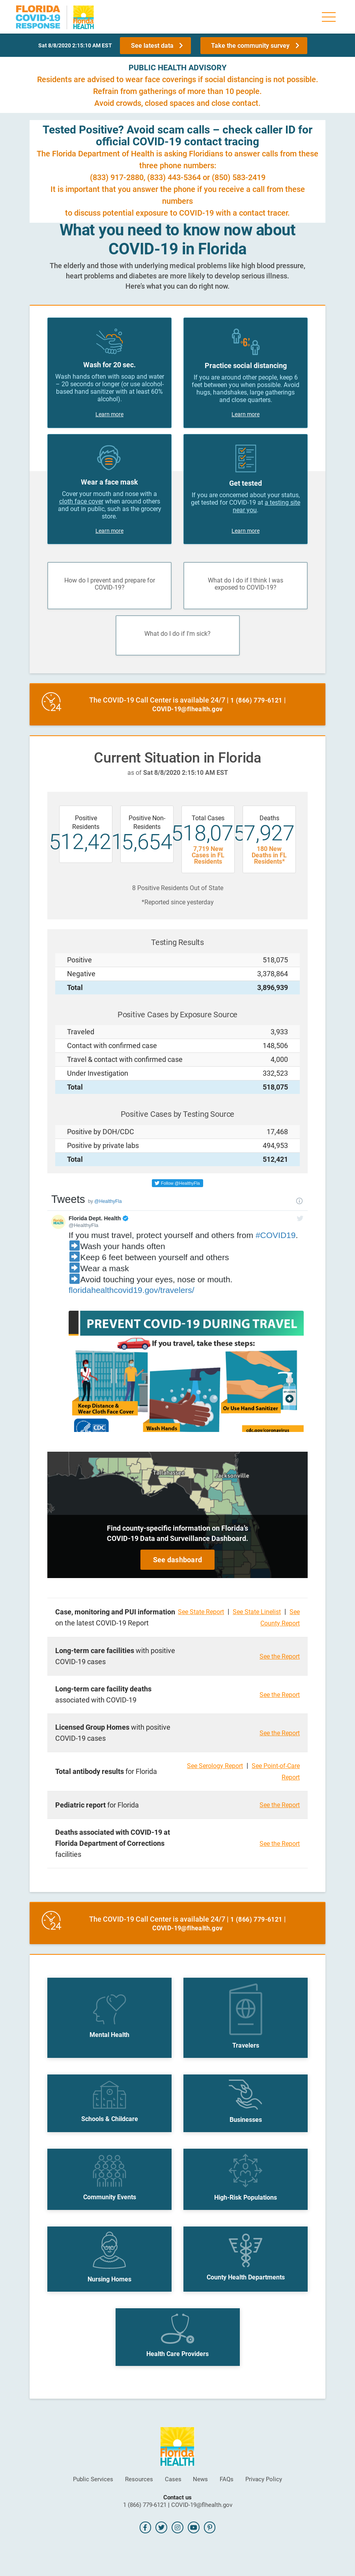 FLORIDA
COVID-19
RESPONSE
Florida
HEALTH
Sat 8/8/2020 2:15:10 AM EST
See latest data
Take the community survey
PUBLIC HEALTH ADVISORY
Residents are advised to wear face coverings if social distancing is not possible.
Refrain from gatherings of more than 10 people.
Avoid crowds, closed spaces and close contact.
Tested Positive? Avoid scam calls – check caller ID for
official COVID-19 contact tracing
The Florida Department of Health is asking Floridians to answer calls from these
three phone numbers:
(833) 917-2880, (833) 443-5364 or (850) 583-2419
It is important that you answer the phone if you receive a call from these
numbers
to discuss potential exposure to COVID-19 with a contact tracer.
What you need to know now about
COVID-19 in Florida
The elderly and those with underlying medical problems like high blood pressure,
heart problems and diabetes are more likely to develop serious illness.
Here's what you can do right now.
Wash for 20 sec.
Wash hands often with soap and water
– 20 seconds or longer (or use alcohol-
based hand sanitizer with at least 60%
alcohol).
Learn more
Practice social distancing
If you are around other people, keep 6
feet between you when possible. Avoid
hugs, handshakes, large gatherings
and close quarters.
Learn more
Wear a face mask
Cover your mouth and nose with a
cloth face cover when around others
and out in public, such as the grocery
store.
Learn more
Get tested
If you are concerned about your status,
get tested for COVID-19 at a testing site
near you.
Learn more
How do I prevent and prepare for
COVID-19?
What do I do if I think I was
exposed to COVID-19?
What do I do if I'm sick?
24
The COVID-19 Call Center is available 24/7 | 1 (866) 779-6121 |
COVID-19@flhealth.gov
Current Situation in Florida
as of Sat 8/8/2020 2:15:10 AM EST
Positive
Residents
512,421
Positive Non-
Residents
5,654
Total Cases
518,075
7,719 New
Cases in FL
Residents
Deaths
7,927
180 New
Deaths in FL
Residents*
8 Positive Residents Out of State
*Reported since yesterday
Testing Results
Positive 518,075
Negative 3,378,864
Total 3,896,939
Positive Cases by Exposure Source
Traveled 3,933
Contact with confirmed case 148,506
Travel & contact with confirmed case 4,000
Under Investigation 332,523
Total 518,075
Positive Cases by Testing Source
Positive by DOH/CDC 17,468
Positive by private labs 494,953
Total 512,421
Follow @HealthyFla
Tweets by @HealthyFla
Florida Dept. Health
@HealthyFla
If you must travel, protect yourself and others from #COVID19.
➡Wash your hands often
➡Keep 6 feet between yourself and others
➡Wear a mask
➡Avoid touching your eyes, nose or mouth.
floridahealthcovid19.gov/travelers/
PREVENT COVID-19 DURING TRAVEL
If you travel, take these steps:
Keep Distance &
Wear Cloth Face Cover
Wash Hands
Or Use Hand Sanitizer
CDC
cdc.gov/coronavirus
Tallahassee
Jacksonville
Find county-specific information on Florida's
COVID-19 Data and Surveillance Dashboard.
See dashboard
Case, monitoring and PUI information
on the latest COVID-19 Report
See State Report | See State Linelist | See
County Report
Long-term care facilities with positive
COVID-19 cases
See the Report
Long-term care facility deaths
associated with COVID-19
See the Report
Licensed Group Homes with positive
COVID-19 cases
See the Report
Total antibody results for Florida
See Serology Report | See Point-of-Care
Report
Pediatric report for Florida
See the Report
Deaths associated with COVID-19 at
Florida Department of Corrections
facilities
See the Report
24
The COVID-19 Call Center is available 24/7 | 1 (866) 779-6121 |
COVID-19@flhealth.gov
Mental Health
Travelers
Schools & Childcare
Businesses
Community Events
High-Risk Populations
Nursing Homes
County Health Departments
Health Care Providers
Florida
HEALTH
Public Services
Resources
Cases
News
FAQs
Privacy Policy
Contact us
1 (866) 779-6121 | COVID-19@flhealth.gov